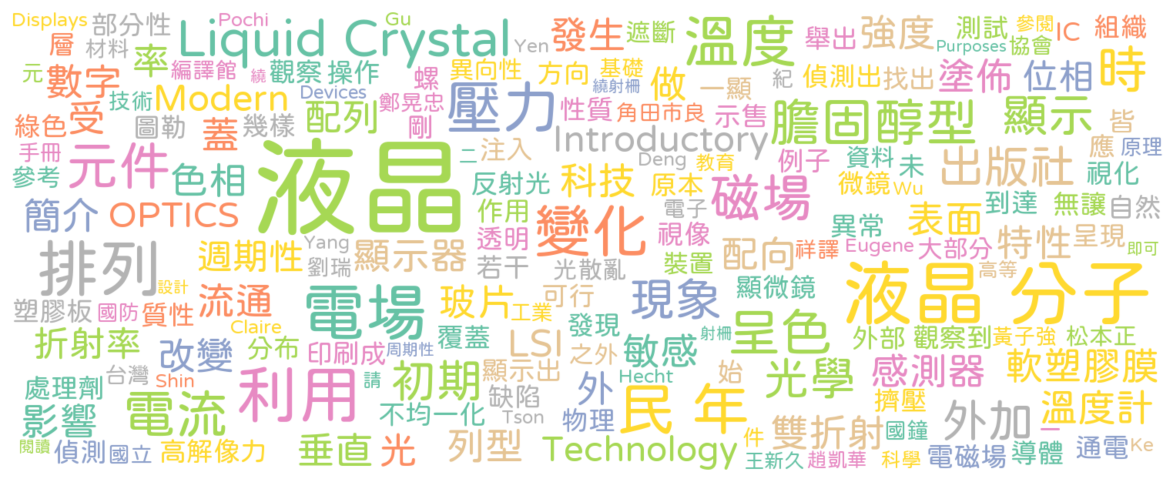 Displays 部分性 Pochi Liquid Crystal Gu Yen 發生 遮斷 溫度 舉出 強度 測試 參閱 IC 組織
層 材料 率 編譯館 觀察 操作 螺 異向性 方向 基礎 做 一顯 紀 偵測出 找出 Purposes 協會 塗佈 位相 時
元 數字 技術 Modern 繞 Devices 鄭晃忠 壓力 性質 繞射柵 角田市良 示售 膽固醇型 顯示 皆
綠色 受 圖勒 蓋 幾樣 配列 剛 Introductory 應 原理
手冊 元件 色相 液晶 二 注入 Deng 教育 例子 資料 未 出版社 視化
參考 反射光 科技 原本 磁場 微鏡 Wu 到達 無讓 自然
簡介 OPTICS 作用 變化 電子 異常 表面
排列 週期性 Yang 顯示器 透明 視像 配向 祥譯 Eugene 大部分 特性 呈現 即可
劉瑞 若干 光散亂 裝置 高等
塑膠板 設計 國防 質性 流通 電場 玻片 工業 可行 現象 顯微鏡 液晶 分子
折射率 Claire 改變 分布 印刷成 周期性 覆蓋 LSI 發現 射柵 呈色 外部 觀察到 黃子強 松本正
處理劑 台灣 Shin 利用 請 初期 顯示出 之外 敏感 始 光學 感測器 軟塑膠膜
影響 電流 不均一化 缺陷 外 Hecht 民 年 擠壓 外加 溫度計
閱讀 偵測 國立 高解像力 垂直 光 列型 Tson 物理 Technology 件 雙折射 國鐘 一
王新久 趙凱華 科學 電磁場 導體 通電 Ke